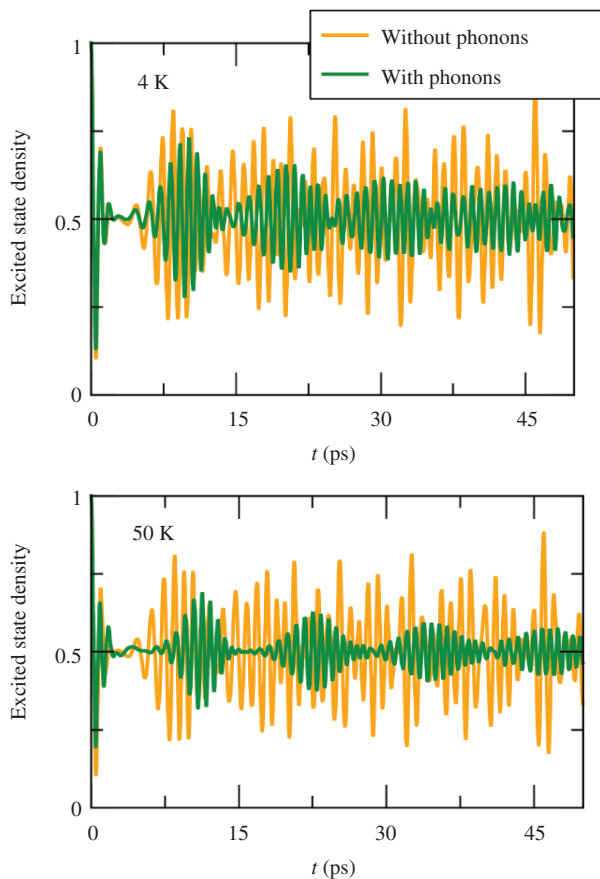 Without phonons
With phonons
4 K
Excited state density
1
0.5
0
0 15 30 45
t (ps)
50 K
Excited state density
1
0.5
0
0 15 30 45
t (ps)